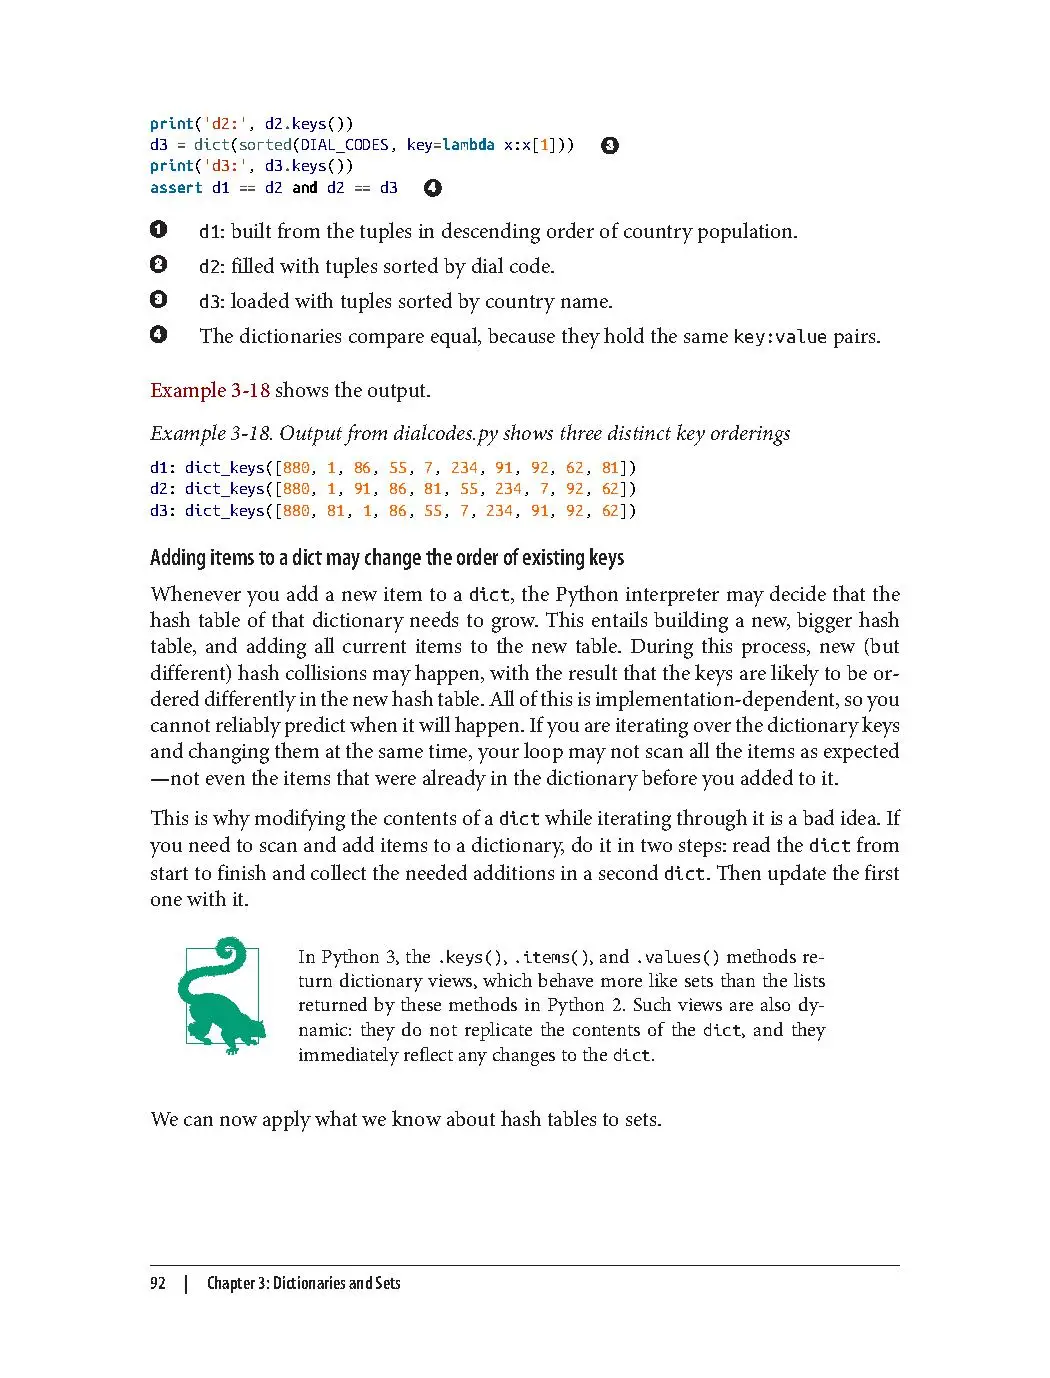 print('d2:', d2.keys())
d3 = dict(sorted(DIAL_CODES, key=lambda x:x[1])) ❸
print('d3:', d3.keys())
assert d1 == d2 and d2 == d3 ❹
❶ d1: built from the tuples in descending order of country population.
❷ d2: filled with tuples sorted by dial code.
❸ d3: loaded with tuples sorted by country name.
❹ The dictionaries compare equal, because they hold the same key:value pairs.
Example 3-18 shows the output.
Example 3-18. Output from dialcodes.py shows three distinct key orderings
d1: dict_keys([880, 1, 86, 55, 7, 234, 91, 92, 62, 81])
d2: dict_keys([880, 1, 91, 86, 81, 55, 234, 7, 92, 62])
d3: dict_keys([880, 81, 1, 86, 55, 7, 234, 91, 92, 62])
Adding items to a dict may change the order of existing keys
Whenever you add a new item to a dict, the Python interpreter may decide that the
hash table of that dictionary needs to grow. This entails building a new, bigger hash
table, and adding all current items to the new table. During this process, new (but
different) hash collisions may happen, with the result that the keys are likely to be or-
dered differently in the new hash table. All of this is implementation-dependent, so you
cannot reliably predict when it will happen. If you are iterating over the dictionary keys
and changing them at the same time, your loop may not scan all the items as expected
—not even the items that were already in the dictionary before you added to it.
This is why modifying the contents of a dict while iterating through it is a bad idea. If
you need to scan and add items to a dictionary, do it in two steps: read the dict from
start to finish and collect the needed additions in a second dict. Then update the first
one with it.
In Python 3, the .keys(), .items(), and .values() methods re-
turn dictionary views, which behave more like sets than the lists
returned by these methods in Python 2. Such views are also dy-
namic: they do not replicate the contents of the dict, and they
immediately reflect any changes to the dict.
We can now apply what we know about hash tables to sets.
92 | Chapter 3: Dictionaries and Sets